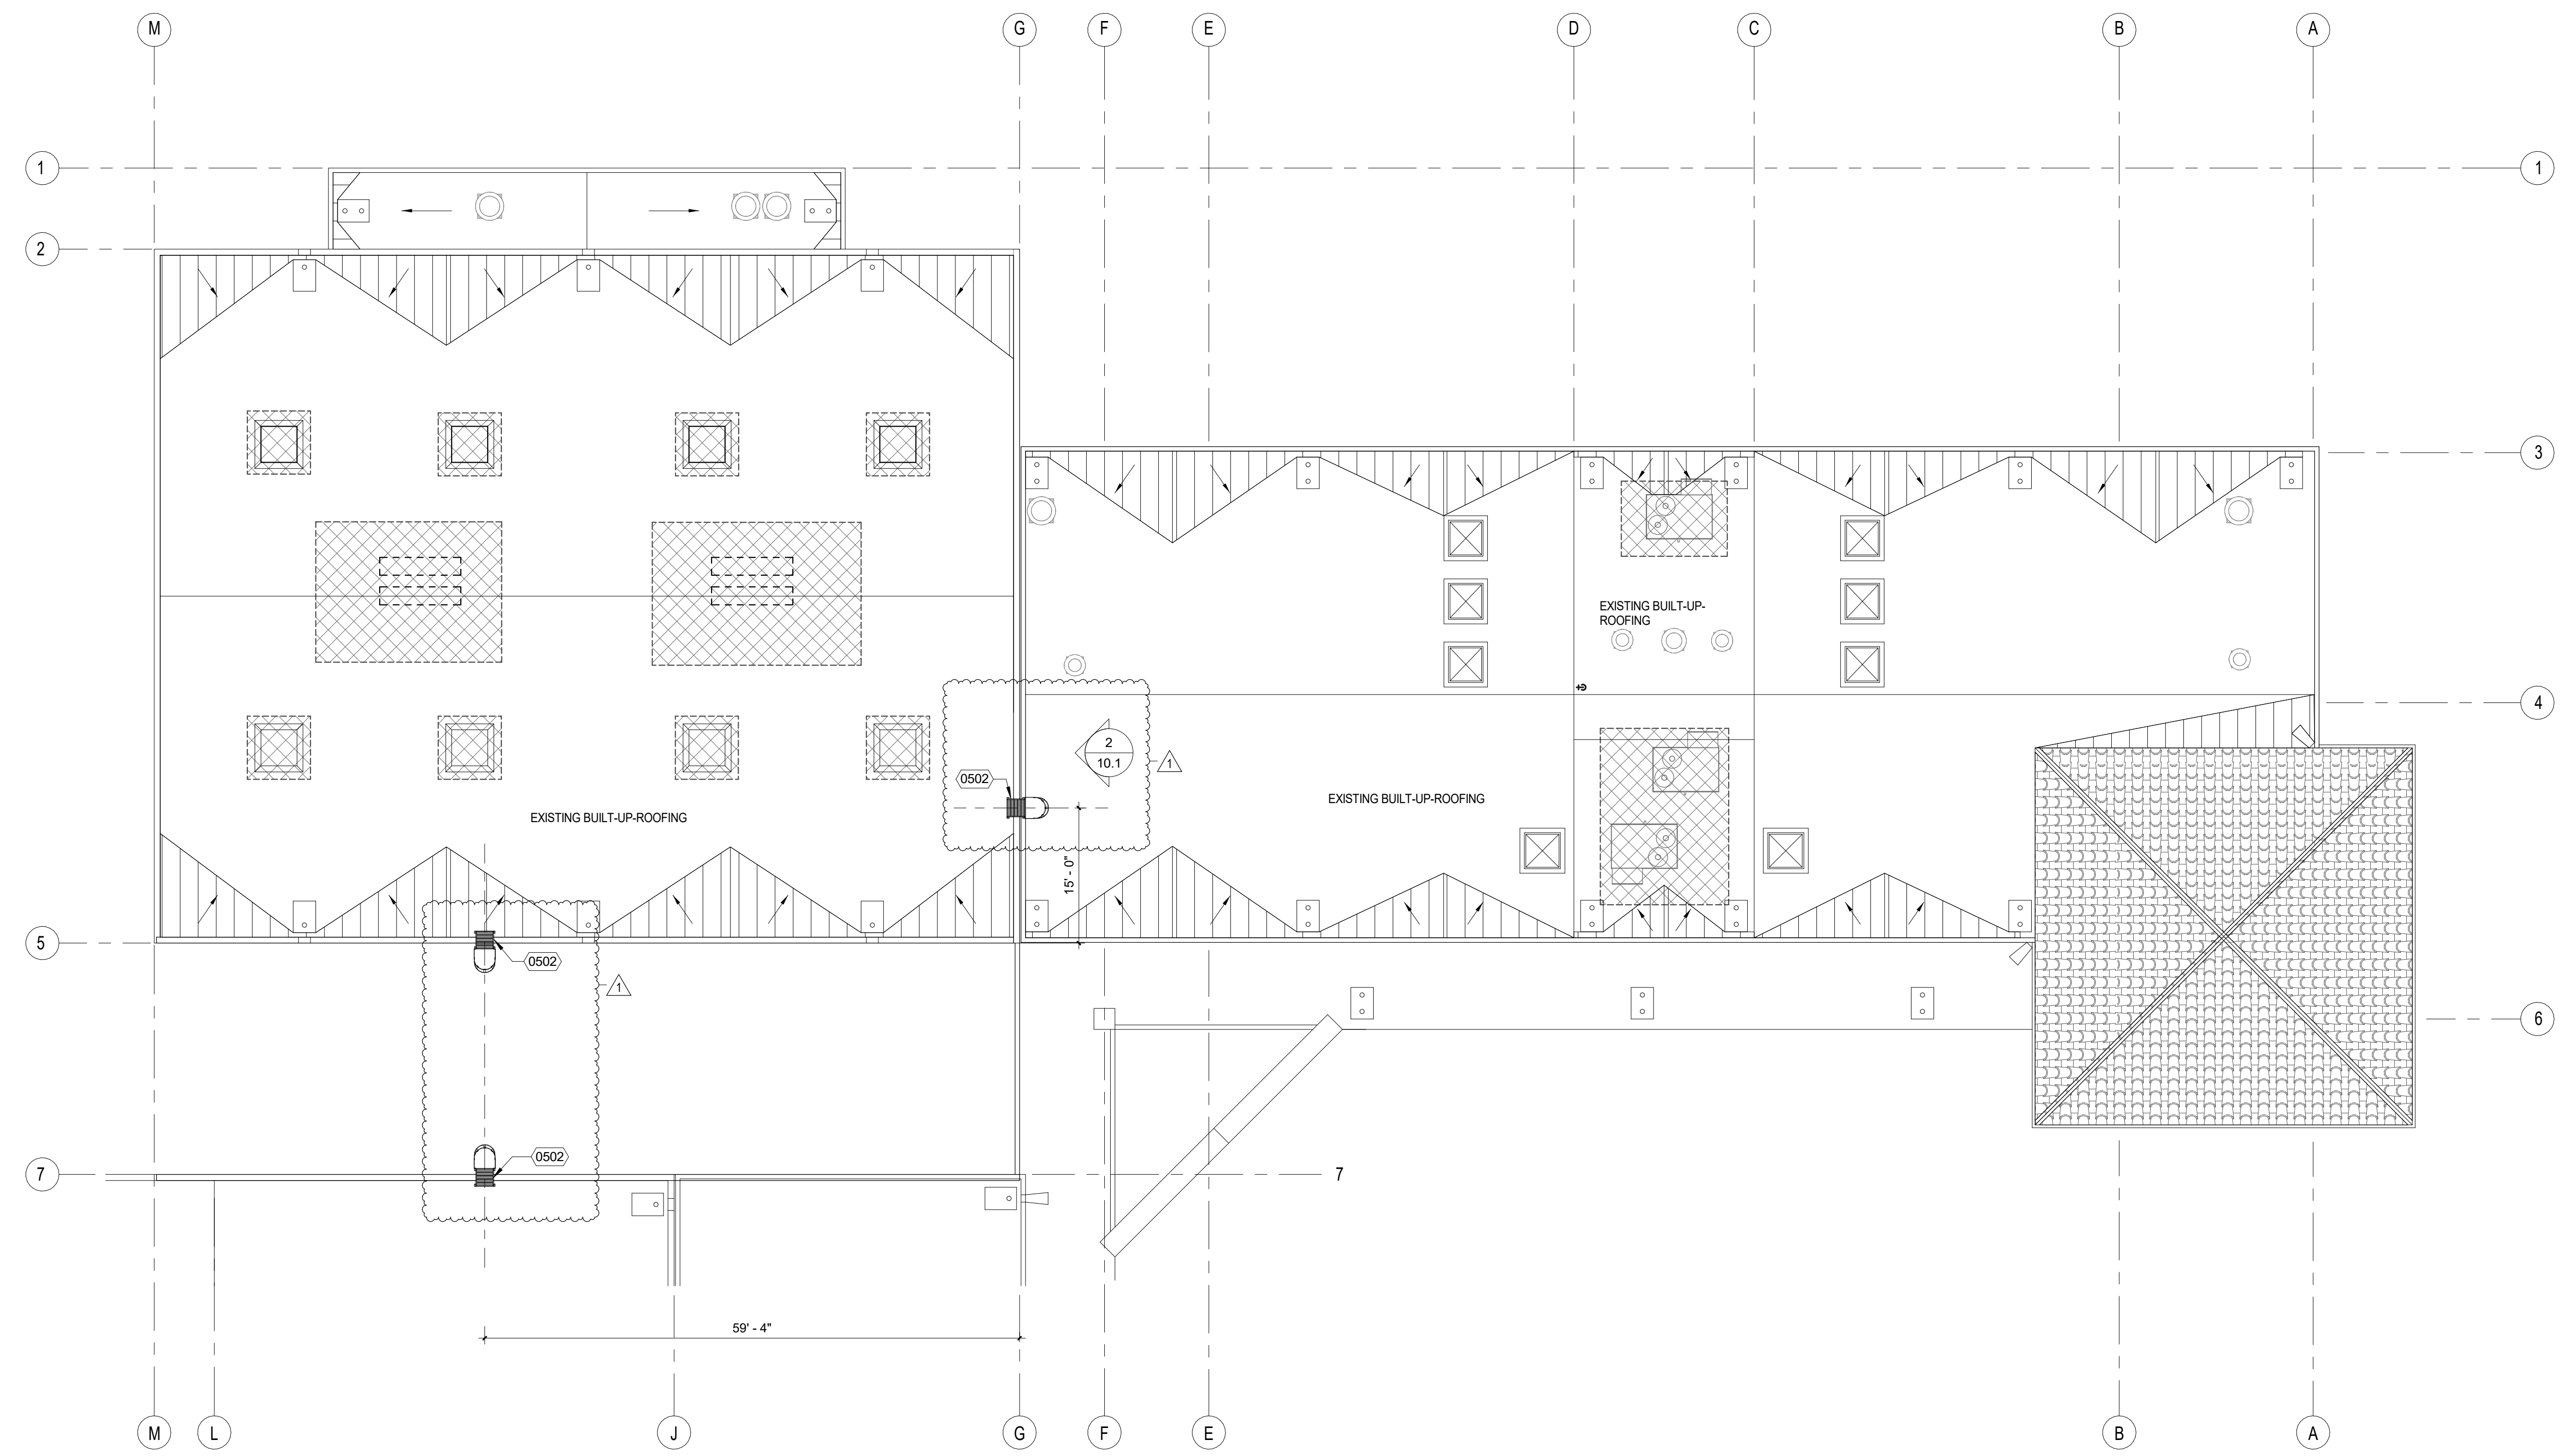 M G F E D C B A
1 1
2
3
EXISTING BUILT-UP-
ROOFING
4
2
10.1
1
0502
EXISTING BUILT-UP-ROOFING
EXISTING BUILT-UP-ROOFING
15' - 0"
5
0502
1
6
0502
7 7
59' - 4"
M L J G F E B A